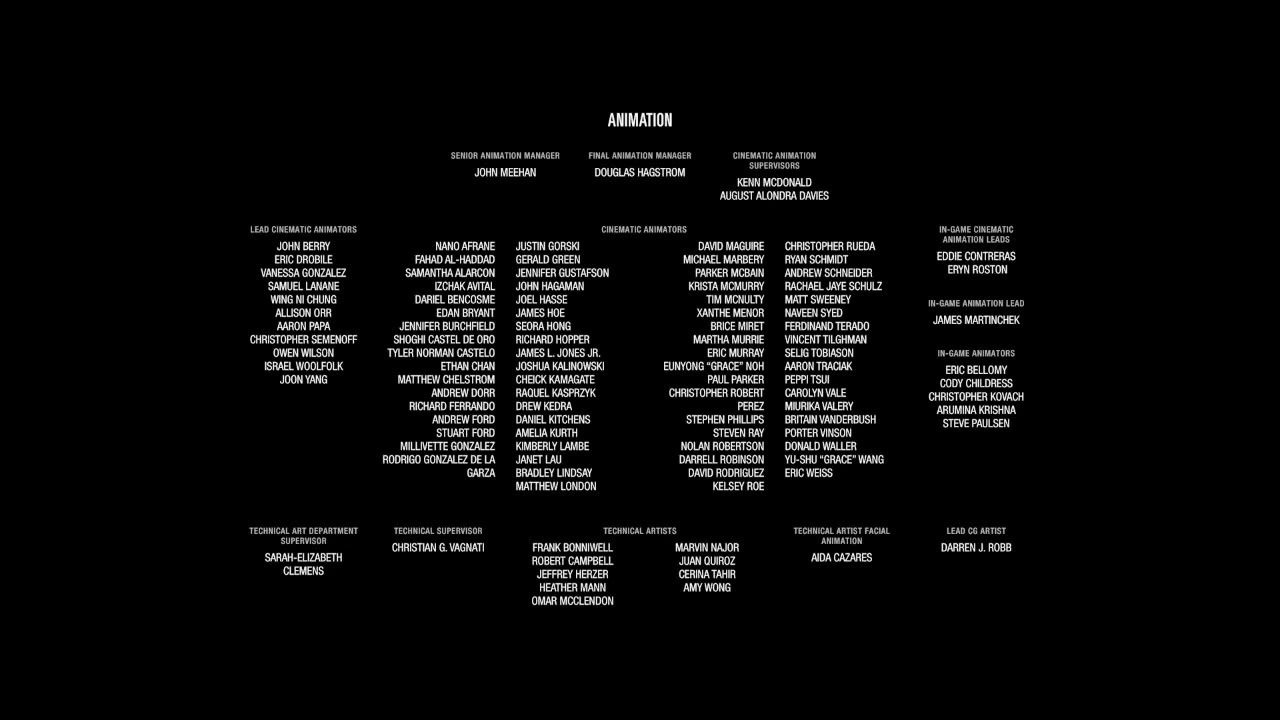 ANIMATION
SENIOR ANIMATION MANAGER
JOHN MEEHAN
FINAL ANIMATION MANAGER
DOUGLAS HAGSTROM
CINEMATIC ANIMATION
SUPERVISORS
KENN MCDONALD
AUGUST ALONDRA DAVIES
LEAD CINEMATIC ANIMATORS
JOHN BERRY
ERIC DROBILE
VANESSA GONZALEZ
SAMUEL LANANE
WING NI CHUNG
ALLISON ORR
AARON PAPA
CHRISTOPHER SEMENOFF
OWEN WILSON
ISRAEL WOOLFOLK
JOON YANG
CINEMATIC ANIMATORS
NANO AFRANE
FAHAD AL-HADDAD
SAMANTHA ALARCON
IZCHAK AVITAL
DARIEL BENCOSME
EDAN BRYANT
JENNIFER BURCHFIELD
SHOGHI CASTEL DE ORO
TYLER NORMAN CASTELO
ETHAN CHAN
MATTHEW CHELSTROM
ANDREW DORR
RICHARD FERRANDO
ANDREW FORD
STUART FORD
MILLIVETTE GONZALEZ
RODRIGO GONZALEZ DE LA
GARZA
JUSTIN GORSKI
GERALD GREEN
JENNIFER GUSTAFSON
JOHN HAGAMAN
JOEL HASSE
JAMES HOE
SEORA HONG
RICHARD HOPPER
JAMES L. JONES JR.
JOSHUA KALINOWSKI
CHEICK KAMAGATE
RAQUEL KASPRZYK
DREW KEDRA
DANIEL KITCHENS
AMELIA KURTH
KIMBERLY LAMBE
JANET LAU
BRADLEY LINDSAY
MATTHEW LONDON
DAVID MAGUIRE
MICHAEL MARBERY
PARKER MCBAIN
KRISTA MCMURRY
TIM MCNULTY
XANTHE MENOR
BRICE MIRET
MARTHA MURRIE
ERIC MURRAY
EUNYONG “GRACE” NOH
PAUL PARKER
CHRISTOPHER ROBERT
PEREZ
STEPHEN PHILLIPS
STEVEN RAY
NOLAN ROBERTSON
DARRELL ROBINSON
DAVID RODRIGUEZ
KELSEY ROE
CHRISTOPHER RUEDA
RYAN SCHMIDT
ANDREW SCHNEIDER
RACHAEL JAYE SCHULZ
MATT SWEENEY
NAVEEN SYED
FERDINAND TERADO
VINCENT TILGHMAN
SELIG TOBIASON
AARON TRACIAK
PEPPI TSUI
CAROLYN VALE
MIURIKA VALERY
BRITAIN VANDERBUSH
PORTER VINSON
DONALD WALLER
YU-SHU “GRACE” WANG
ERIC WEISS
IN-GAME CINEMATIC
ANIMATION LEADS
EDDIE CONTRERAS
ERYN ROSTON
IN-GAME ANIMATION LEAD
JAMES MARTINCHEK
IN-GAME ANIMATORS
ERIC BELLOMY
CODY CHILDRESS
CHRISTOPHER KOVACH
ARUMINA KRISHNA
STEVE PAULSEN
TECHNICAL ART DEPARTMENT
SUPERVISOR
SARAH-ELIZABETH
CLEMENS
TECHNICAL SUPERVISOR
CHRISTIAN G. VAGNATI
TECHNICAL ARTISTS
FRANK BONNIWELL
ROBERT CAMPBELL
JEFFREY HERZER
HEATHER MANN
OMAR MCCLENDON
MARVIN NAJOR
JUAN QUIROZ
CERINA TAHIR
AMY WONG
TECHNICAL ARTIST FACIAL
ANIMATION
AIDA CAZARES
LEAD CG ARTIST
DARREN J. ROBB